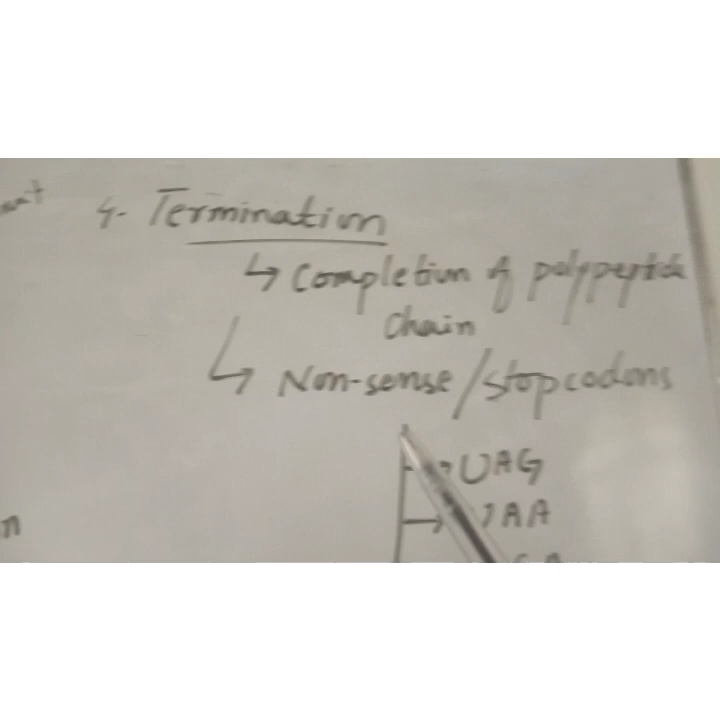 4. Termination
↳ Completion of polypeptide
chain
↳ Non-sense/stop codons
→ UAG
→ UAA